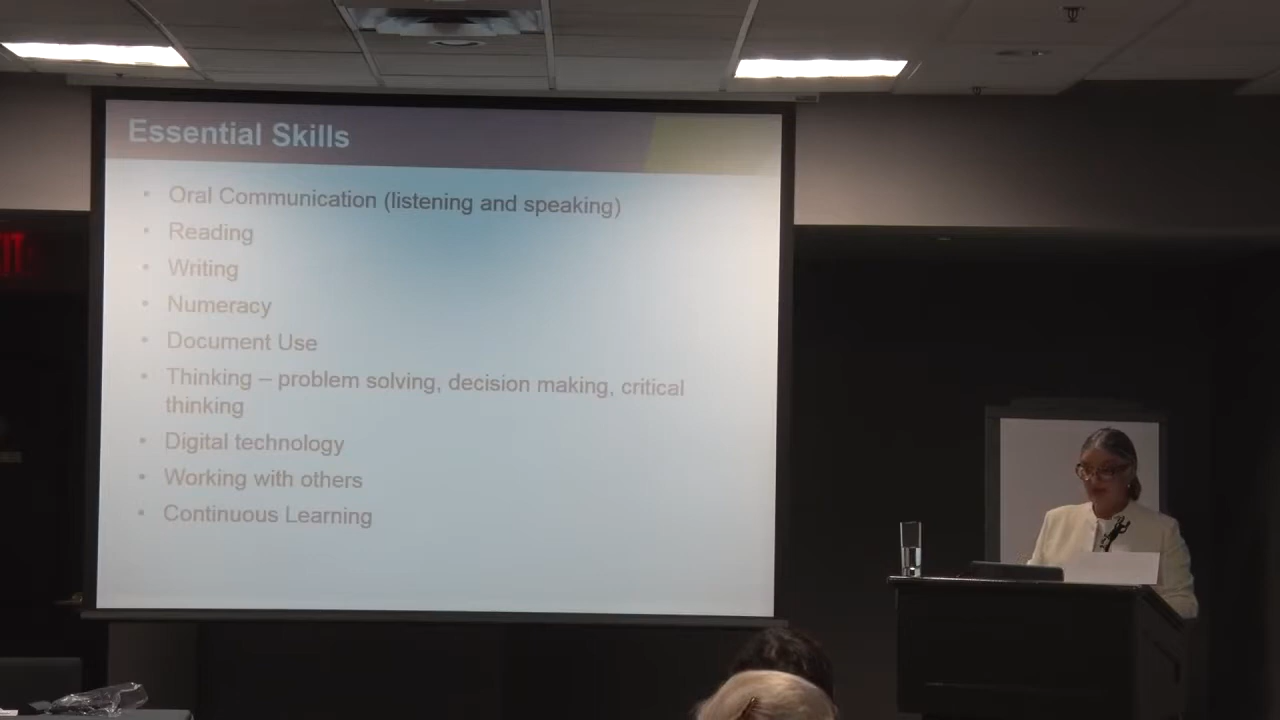 Essential Skills
• Oral Communication (listening and speaking)
• Reading
• Writing
• Numeracy
• Document Use
• Thinking – problem solving, decision making, critical
thinking
• Digital technology
• Working with others
• Continuous Learning